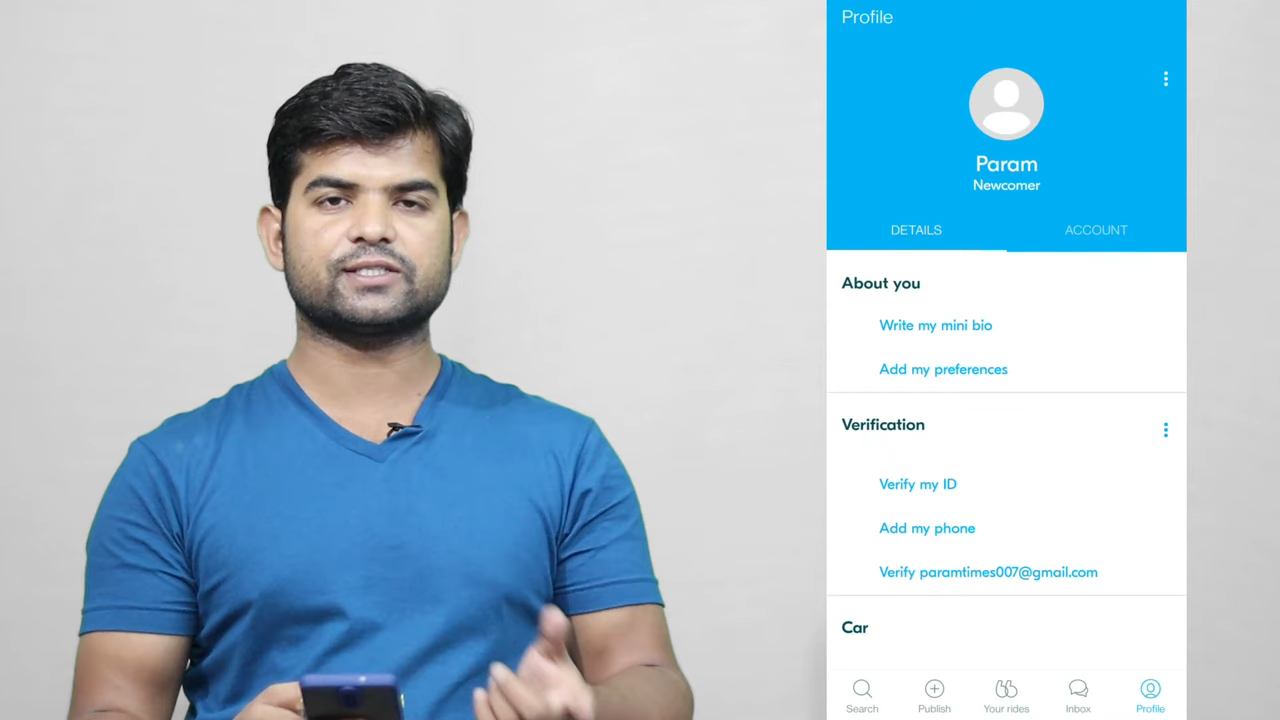 Profile
Param
Newcomer
DETAILS
ACCOUNT
About you
Write my mini bio
Add my preferences
Verification
Verify my ID
Add my phone
Verify paramtimes007@gmail.com
Car
Search
Publish
Your rides
Inbox
Profile